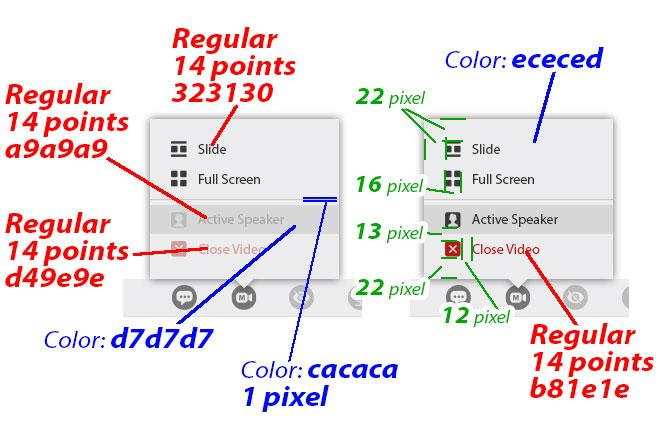 Regular
14 points
323130
Color: ececed
Regular
14 points
a9a9a9
22 pixel
Slide
Full Screen
Slide
Full Screen
16 pixel
Regular
14 points
d49e9e
Active Speaker
Close Video
13 pixel
Active Speaker
Close Video
22 pixel
12 pixel
M
M
Color: d7d7d7
Color: cacaca
1 pixel
Regular
14 points
b81e1e